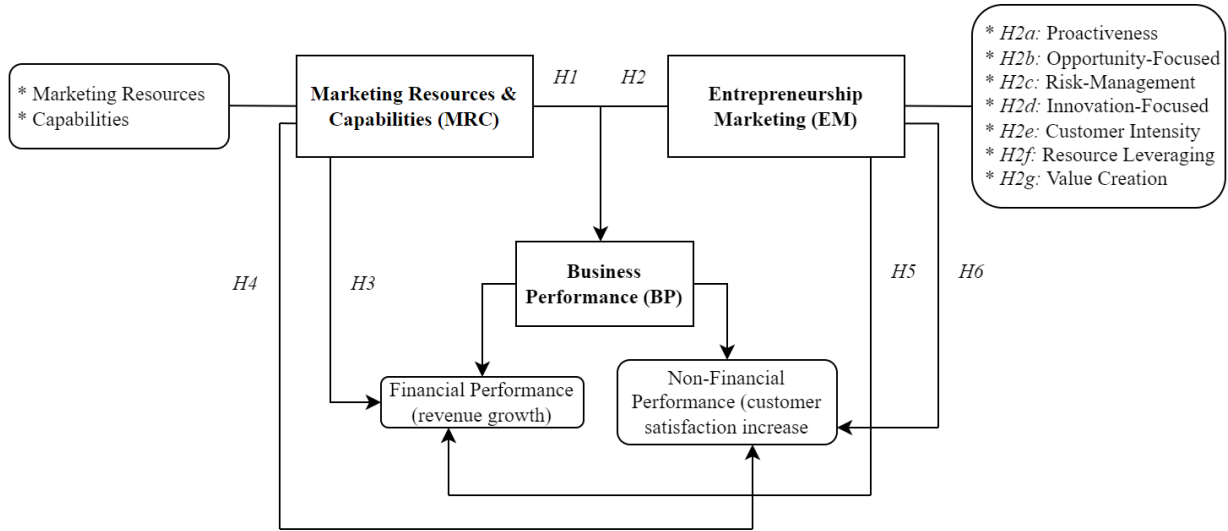 * Marketing Resources
* Capabilities
Marketing Resources &
Capabilities (MRC)
H1
H2
Entrepreneurship
Marketing (EM)
* H2a: Proactiveness
* H2b: Opportunity-Focused
* H2c: Risk-Management
* H2d: Innovation-Focused
* H2e: Customer Intensity
* H2f: Resource Leveraging
* H2g: Value Creation
H4
H3
Business
Performance (BP)
H5
H6
Financial Performance
(revenue growth)
Non-Financial
Performance (customer
satisfaction increase